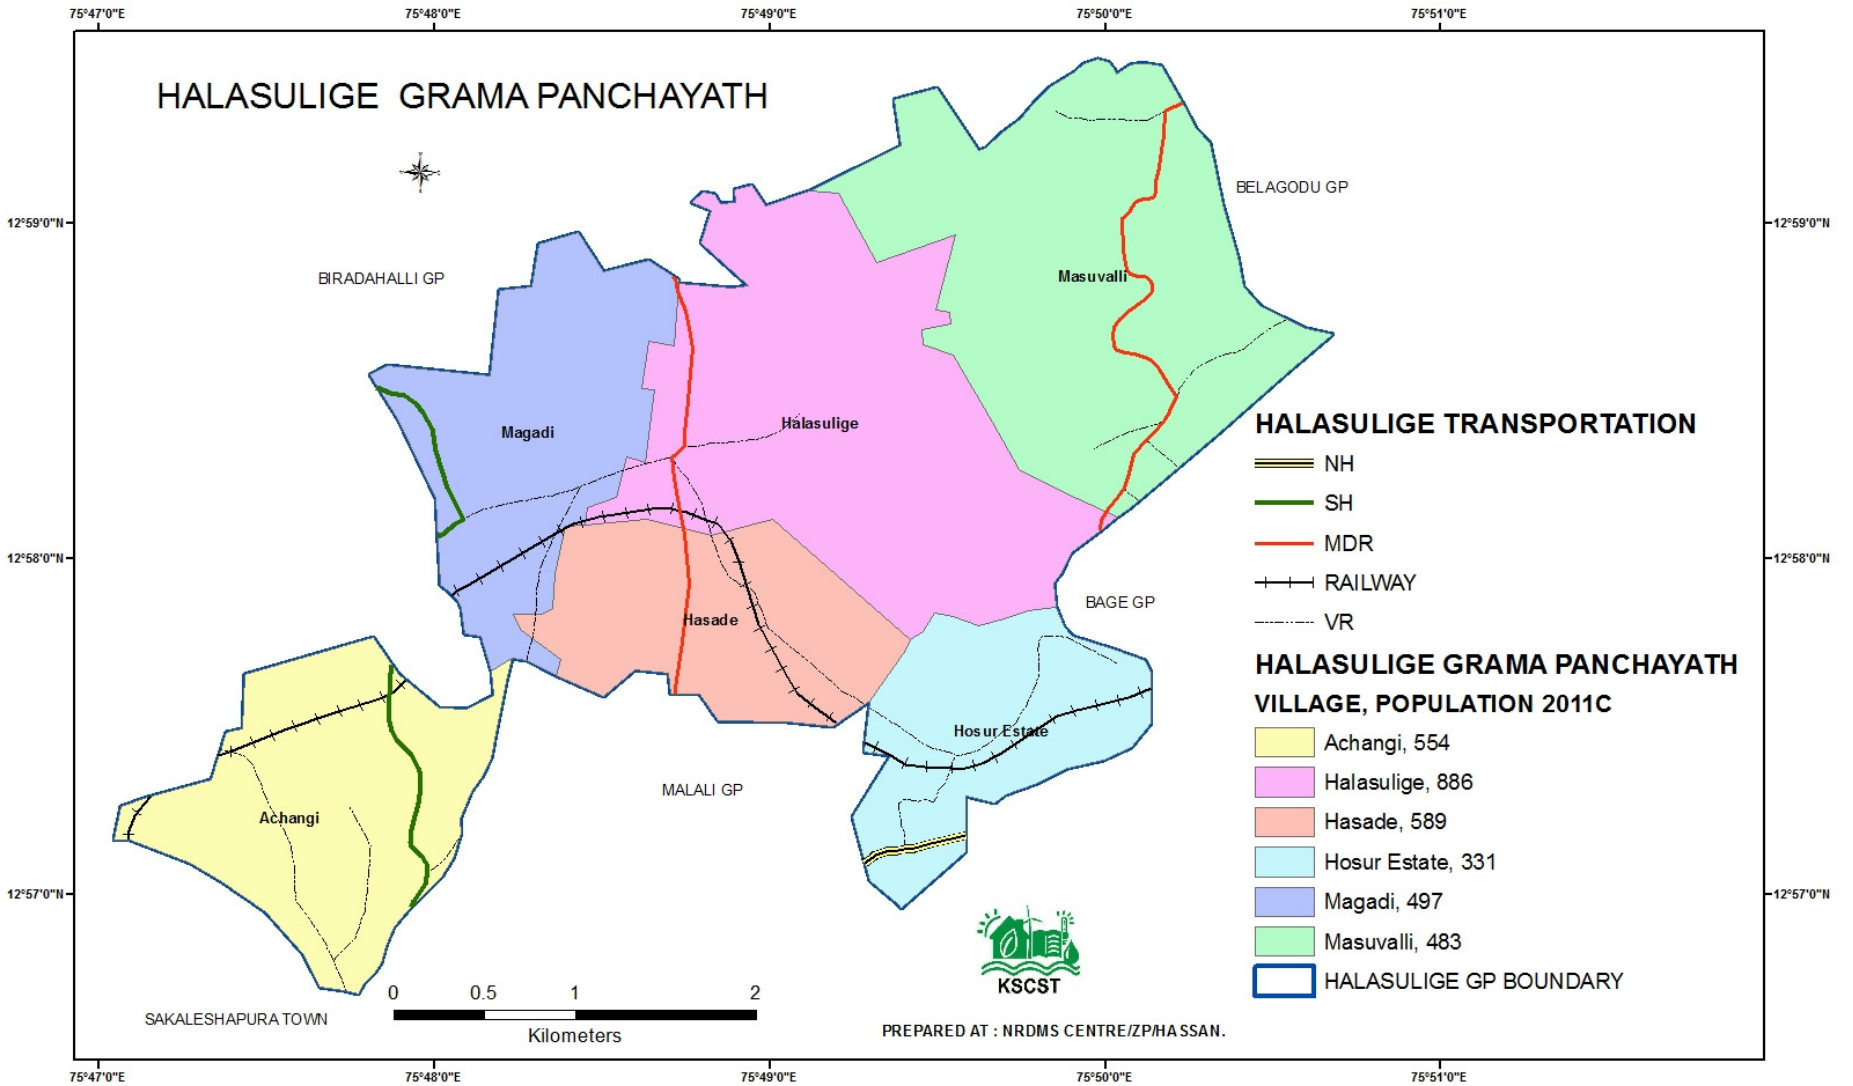 75°47'0"E 75°48'0"E 75°49'0"E 75°50'0"E 75°51'0"E
HALASULIGE GRAMA PANCHAYATH
BELAGODU GP
12°59'0"N 12°59'0"N
BIRADAHALLI GP
Masuvalli
Halasulige
Magadi
HALASULIGE TRANSPORTATION
NH
SH
MDR
12°58'0"N 12°58'0"N
RAILWAY
BAGE GP
VR
Hasade
HALASULIGE GRAMA PANCHAYATH
VILLAGE, POPULATION 2011C
Hosur Estate
Achangi, 554
Halasulige, 886
MALALI GP
Achangi
Hasade, 589
Hosur Estate, 331
12°57'0"N 12°57'0"N
Magadi, 497
Masuvalli, 483
HALASULIGE GP BOUNDARY
KSCST
0 0.5 1 2
Kilometers
SAKALESHAPURA TOWN
PREPARED AT : NRDMS CENTRE/ZP/HASSAN.
75°47'0"E 75°48'0"E 75°49'0"E 75°50'0"E 75°51'0"E